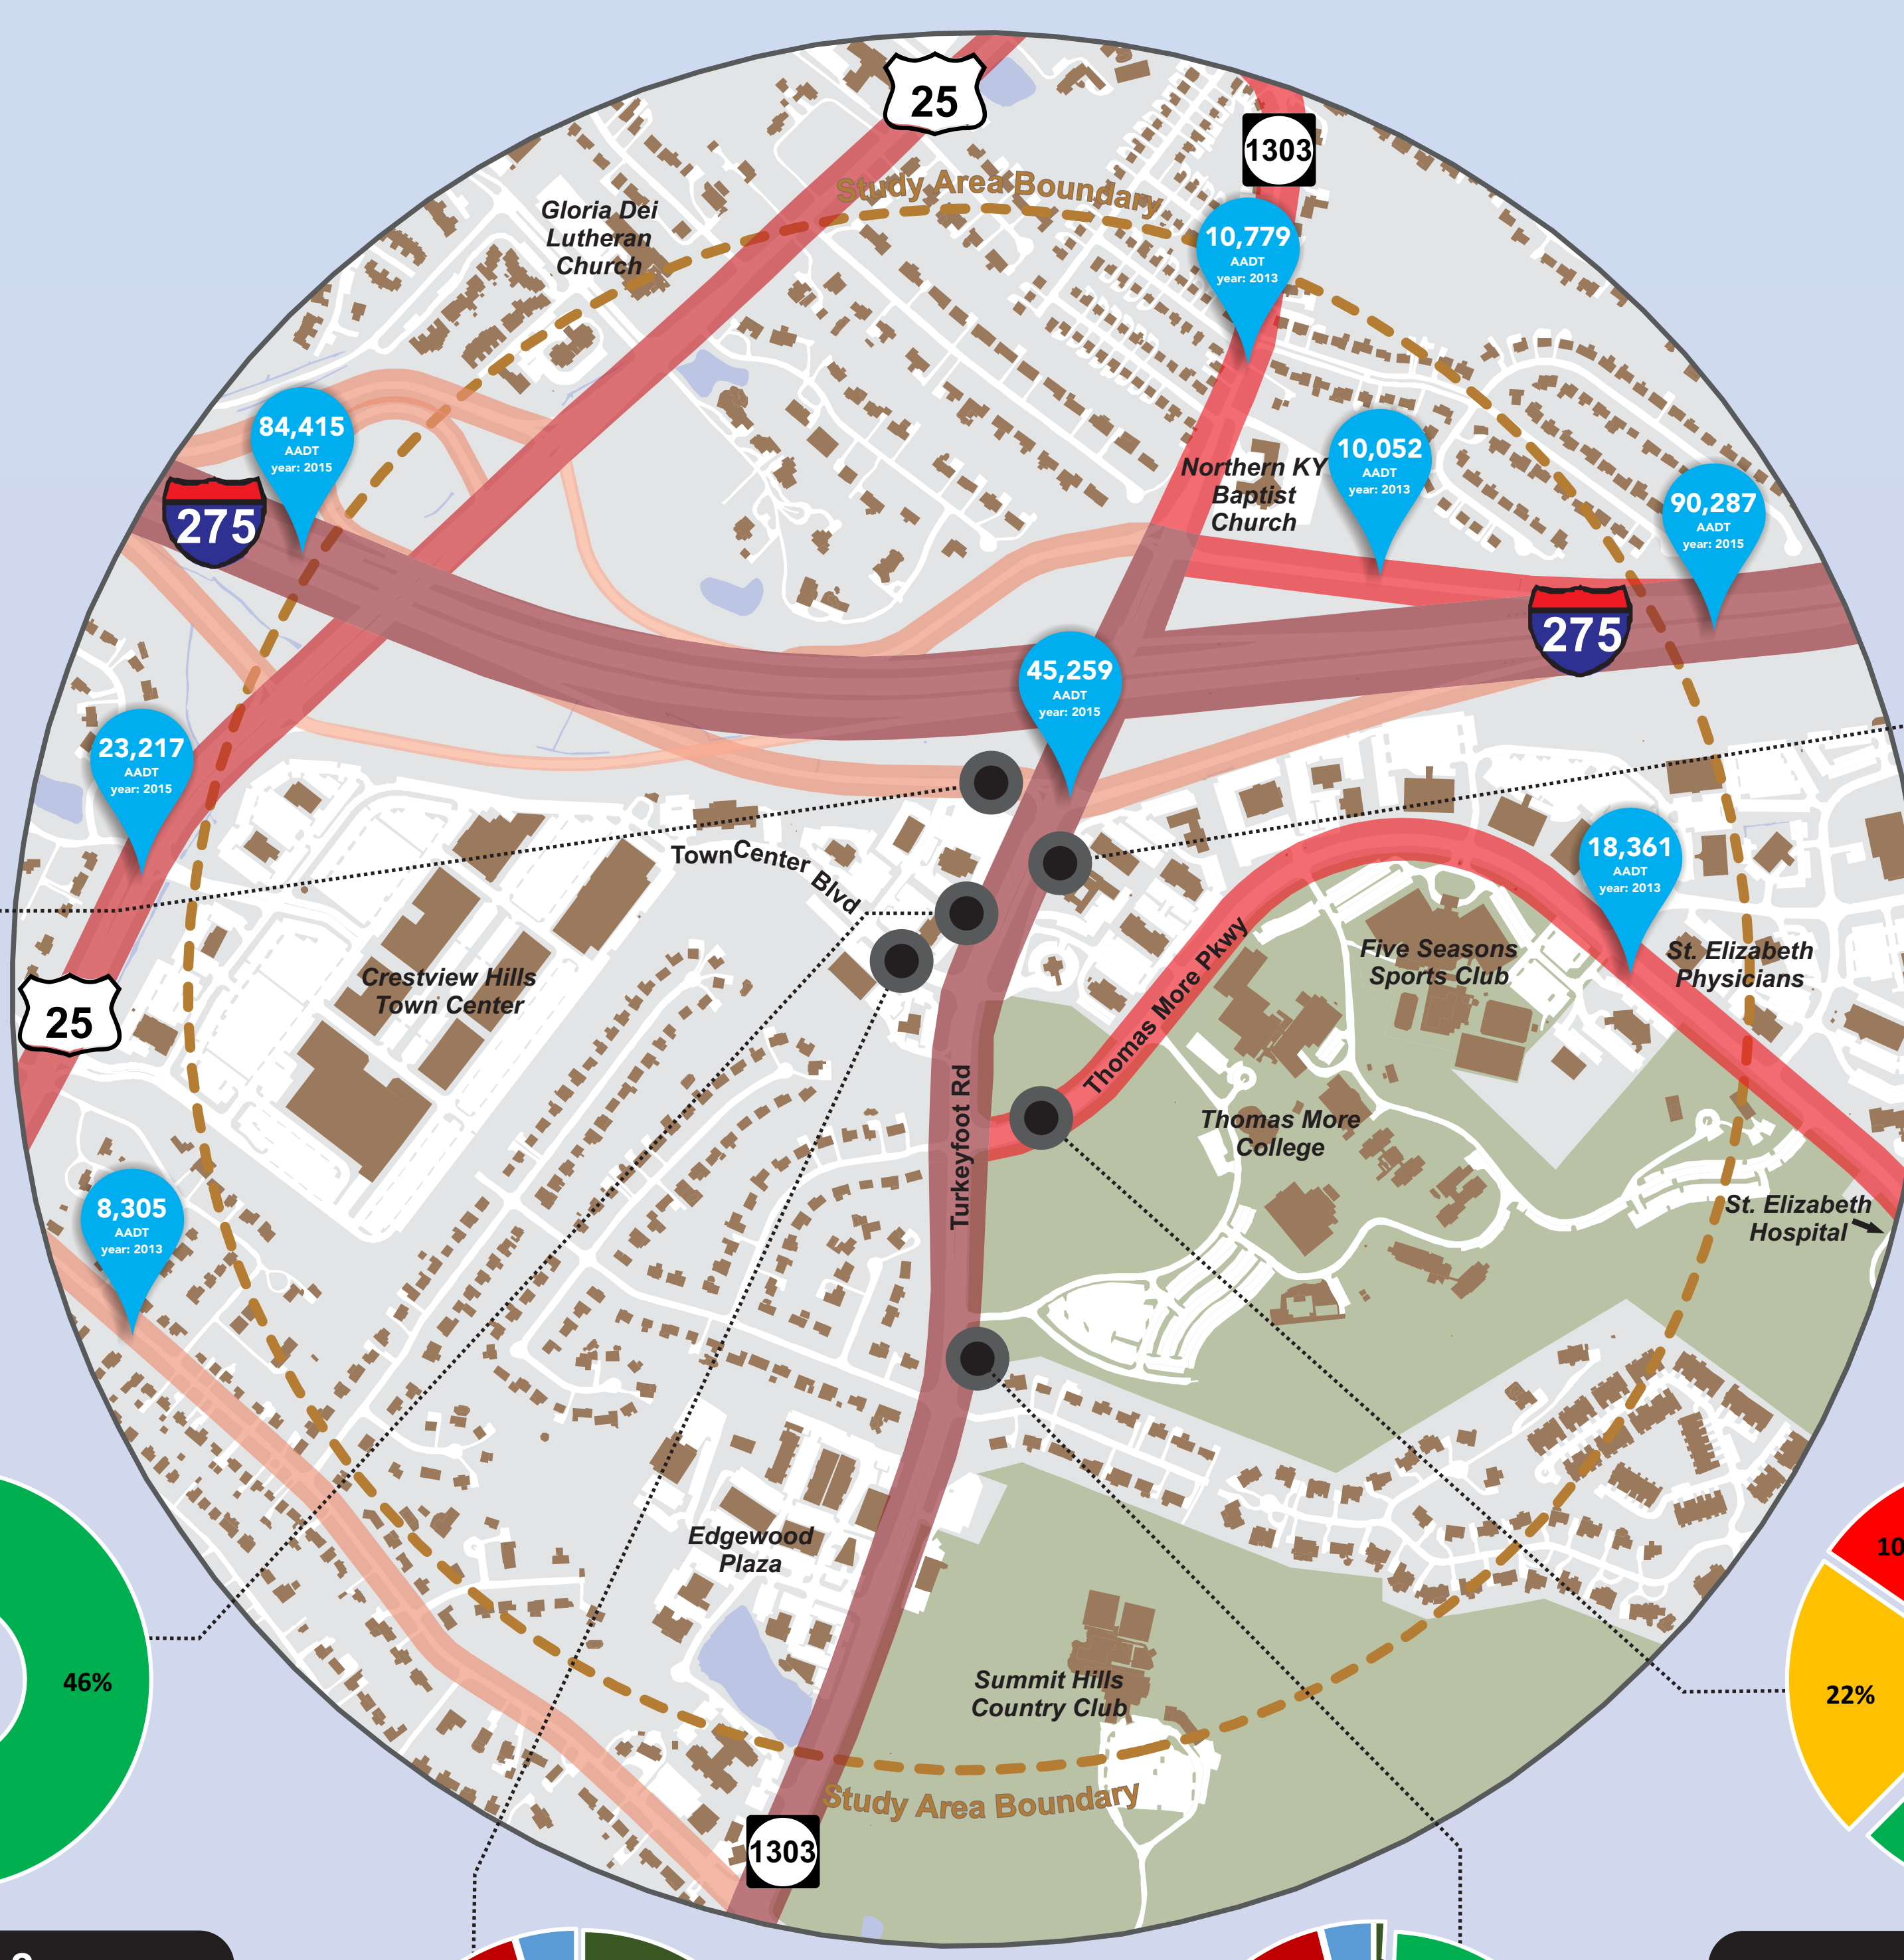 25
1303
Study Area Boundary
Gloria Dei
Lutheran
Church
10,779
AADT
year: 2013
84,415
AADT
year: 2015
275
Northern KY
Baptist
Church
10,052
AADT
year: 2013
90,287
AADT
year: 2015
275
45,259
AADT
year: 2015
23,217
AADT
year: 2015
Town Center Blvd
18,361
AADT
year: 2013
Crestview Hills
Town Center
Thomas More Pkwy
Five Seasons
Sports Club
St. Elizabeth
Physicians
25
Turkeyfoot Rd
Thomas More
College
8,305
AADT
year: 2013
St. Elizabeth
Hospital
Edgewood
Plaza
10
46%
22%
Summit Hills
Country Club
Study Area Boundary
1303